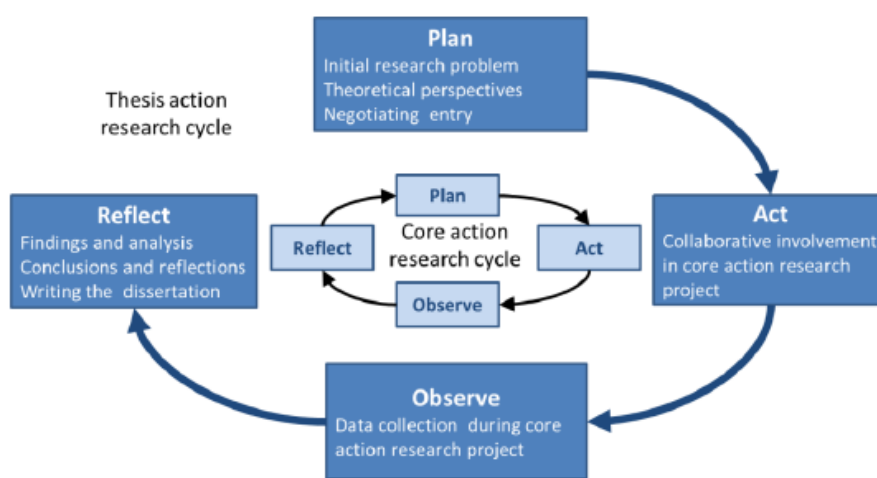 Plan
Initial research problem
Theoretical perspectives
Negotiating entry
Thesis action
research cycle
Reflect
Findings and analysis
Conclusions and reflections
Writing the dissertation
Plan
Reflect
Core action
research cycle
Act
Observe
Act
Collaborative involvement
in core action research
project
Observe
Data collection during core
action research project